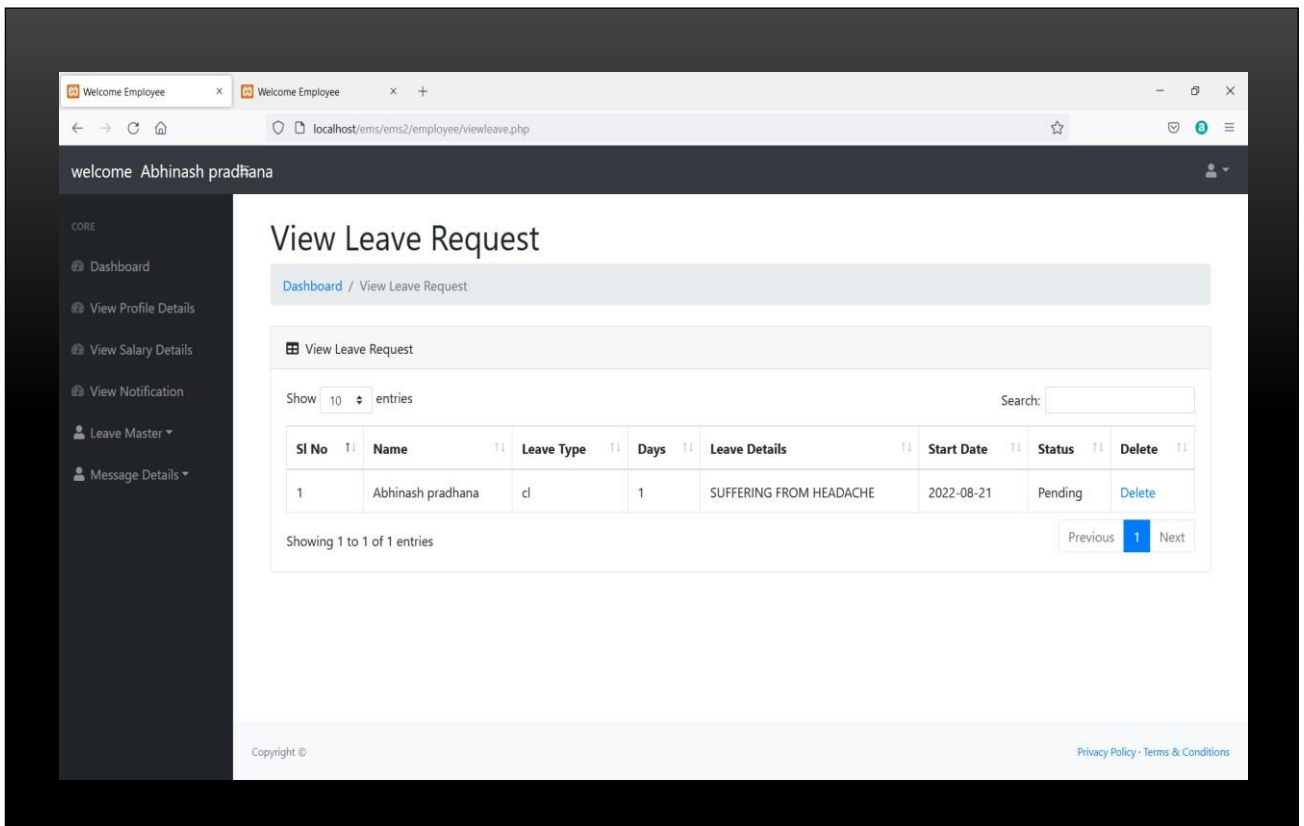 Welcome Employee
Welcome Employee
localhost/ems/ems2/employee/viewleave.php
welcome Abhinash pradhana
CORE
Dashboard
View Profile Details
View Salary Details
View Notification
Leave Master
Message Details
View Leave Request
Dashboard / View Leave Request
View Leave Request
Show 10 entries
Search:
Sl No Name Leave Type Days Leave Details Start Date Status Delete
1 Abhinash pradhana cl 1 SUFFERING FROM HEADACHE 2022-08-21 Pending Delete
Showing 1 to 1 of 1 entries
Previous 1 Next
Copyright ©
Privacy Policy · Terms & Conditions